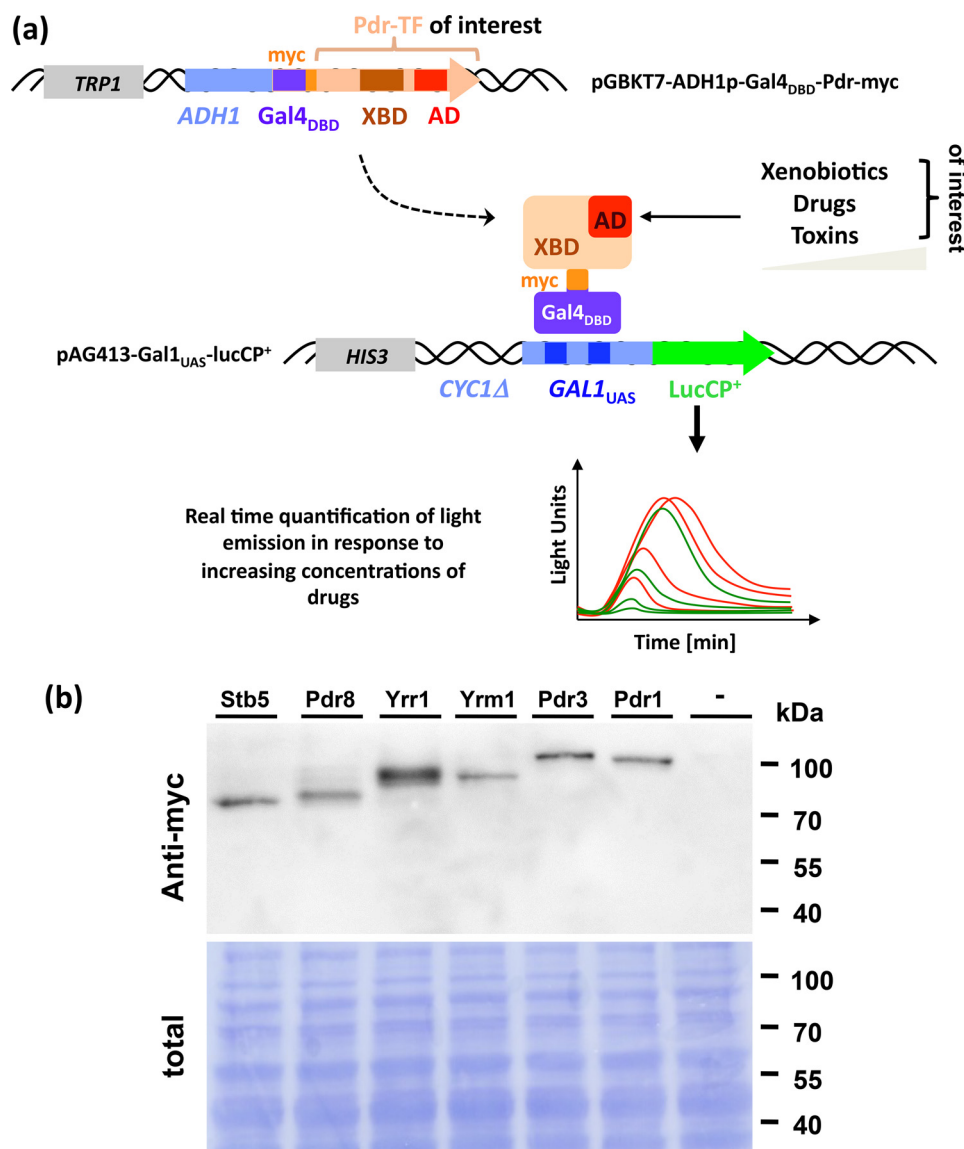 (a)
Pdr-TF of interest
myc
TRP1
pGBKT7-ADH1p-Gal4DBD-Pdr-myc
ADH1 Gal4DBD XBD AD
of interest
Xenobiotics
Drugs
Toxins
AD
XBD
myc
Gal4DBD
pAG413-Gal1UAS-lucCP+
HIS3
CYC1Δ GAL1UAS LucCP+
Real time quantification of light
emission in response to
increasing concentrations of
drugs
Light Units
Time [min]
(b)
Stb5 Pdr8 Yrr1 Yrm1 Pdr3 Pdr1 -
kDa
Anti-myc
100
70
55
40
total
100
70
55
40